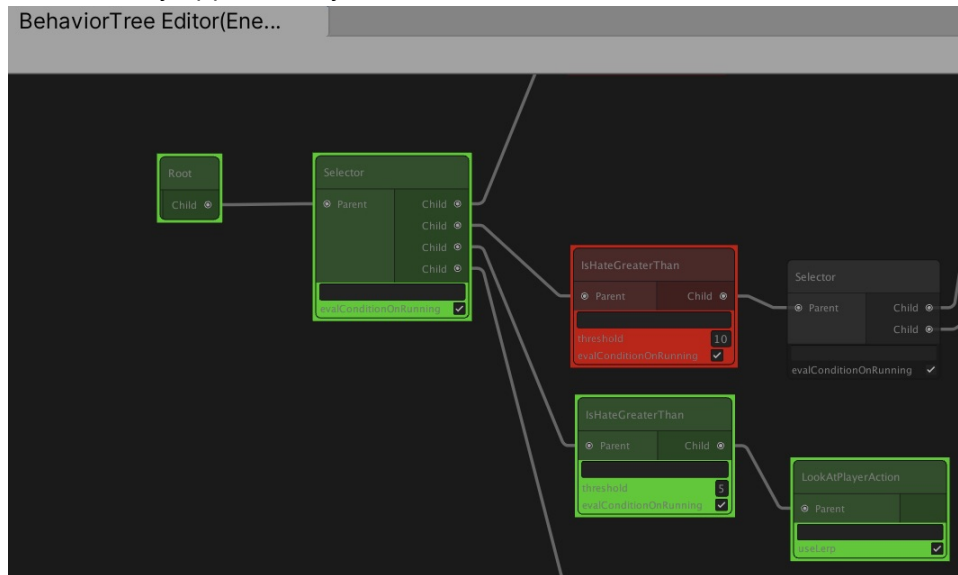 BehaviorTree Editor(Ene...
Root
Child
Selector
Parent Child
Child
Child
Child
evalConditionOnRunning
IsHateGreaterThan
Parent Child
threshold 10
evalConditionOnRunning
Selector
Parent Child
Child
evalConditionOnRunning
IsHateGreaterThan
Parent Child
threshold 5
evalConditionOnRunning
LookAtPlayerAction
Parent
useLerp